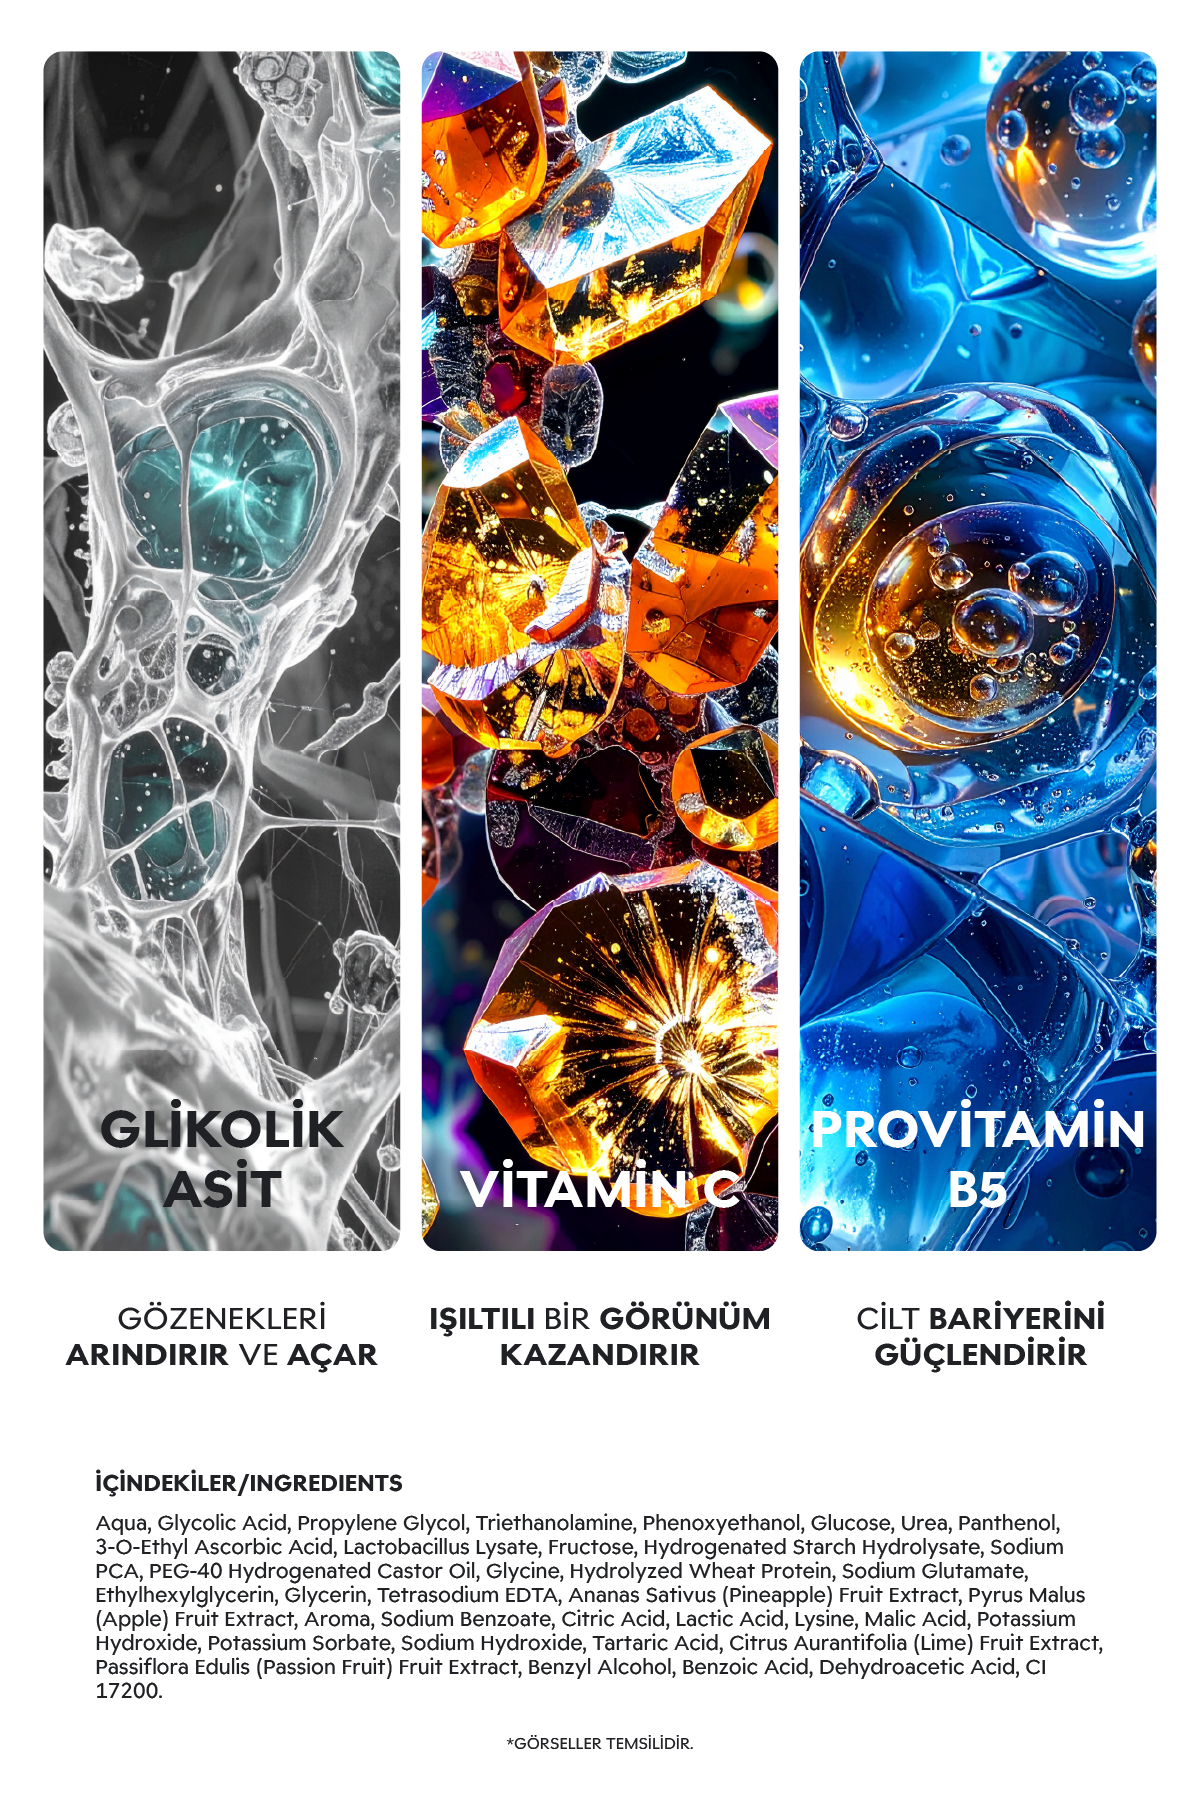 GLİKOLİK
ASİT
VİTAMİN C
PROVİTAMİN
B5
GÖZENEKLERİ
ARINDIRIR VE AÇAR
IŞILTILI BİR GÖRÜNÜM
KAZANDIRIR
CİLT BARİYERİNİ
GÜÇLENDİRİR
İÇİNDEKİLER/INGREDIENTS
Aqua, Glycolic Acid, Propylene Glycol, Triethanolamine, Phenoxyethanol, Glucose, Urea, Panthenol,
3-O-Ethyl Ascorbic Acid, Lactobacillus Lysate, Fructose, Hydrogenated Starch Hydrolysate, Sodium
PCA, PEG-40 Hydrogenated Castor Oil, Glycine, Hydrolyzed Wheat Protein, Sodium Glutamate,
Ethylhexylglycerin, Glycerin, Tetrasodium EDTA, Ananas Sativus (Pineapple) Fruit Extract, Pyrus Malus
(Apple) Fruit Extract, Aroma, Sodium Benzoate, Citric Acid, Lactic Acid, Lysine, Malic Acid, Potassium
Hydroxide, Potassium Sorbate, Sodium Hydroxide, Tartaric Acid, Citrus Aurantifolia (Lime) Fruit Extract,
Passiflora Edulis (Passion Fruit) Fruit Extract, Benzyl Alcohol, Benzoic Acid, Dehydroacetic Acid, CI
17200.
*GÖRSELLER TEMSİLİDİR.